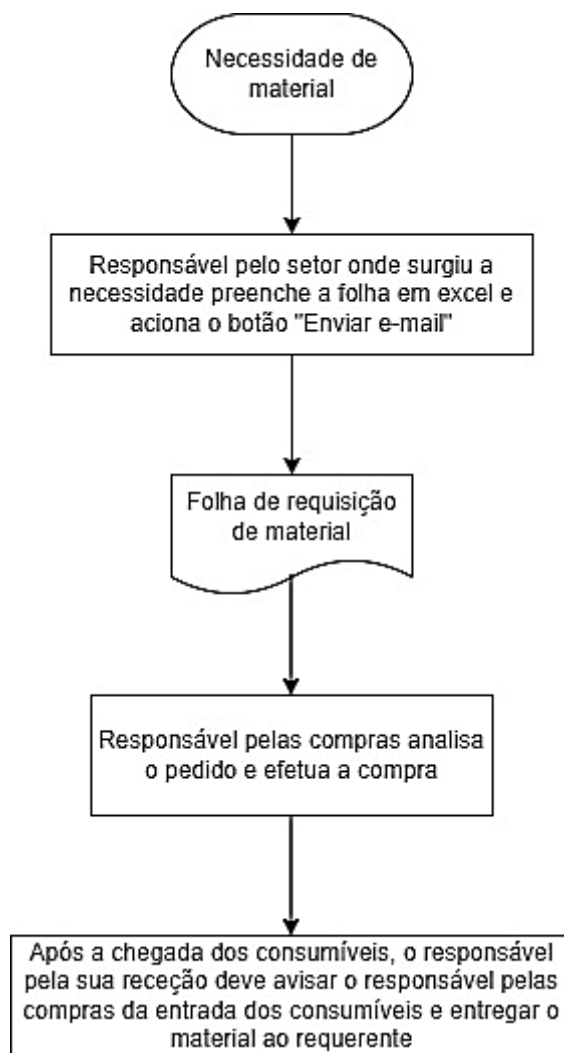 Necessidade de
material
Responsável pelo setor onde surgiu a
necessidade preenche a folha em excel e
aciona o botão "Enviar e-mail"
Folha de requisição
de material
Responsável pelas compras analisa
o pedido e efetua a compra
Após a chegada dos consumíveis, o responsável
pela sua receção deve avisar o responsável pelas
compras da entrada dos consumíveis e entregar o
material ao requerente